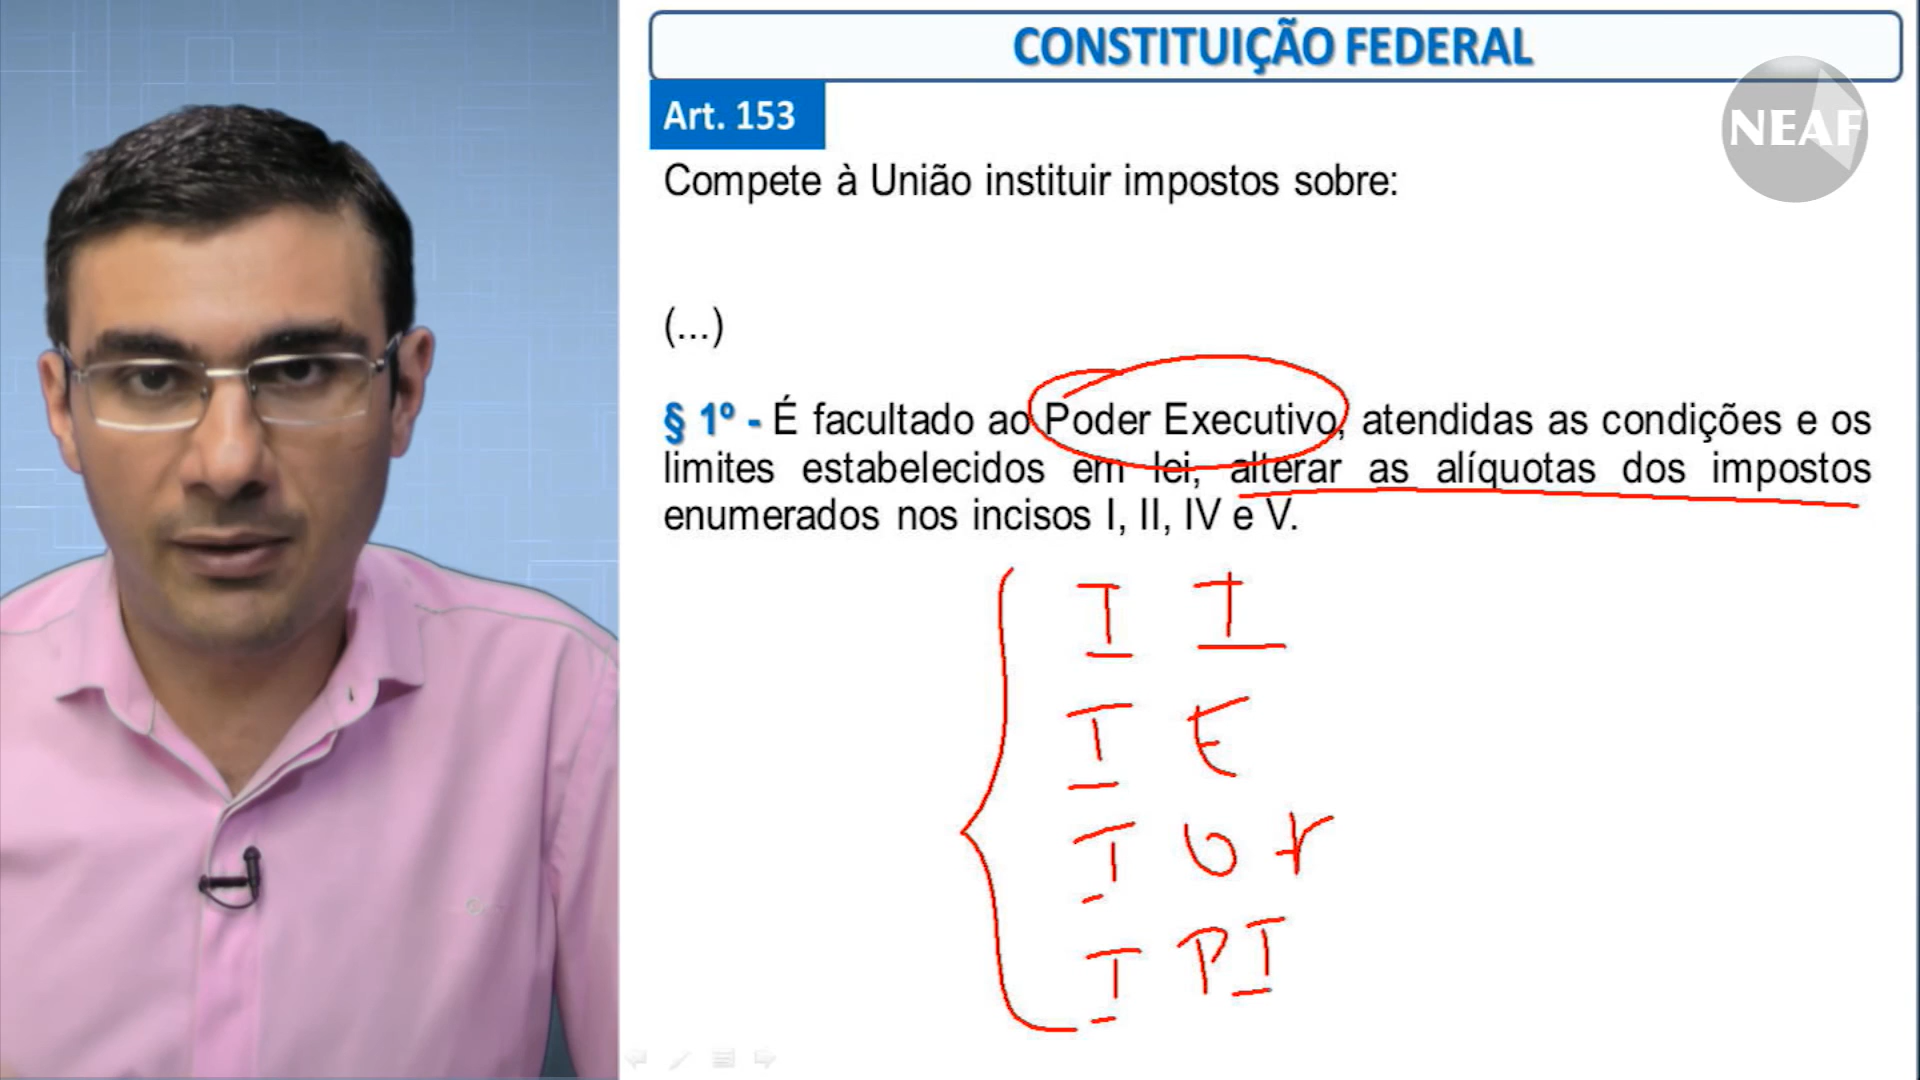 CONSTITUIÇÃO FEDERAL
Art. 153
NEAF
Compete à União instituir impostos sobre:
(...)
§ 1º - É facultado ao Poder Executivo, atendidas as condições e os
limites estabelecidos em lei, alterar as alíquotas dos impostos
enumerados nos incisos I, II, IV e V.
I I
I E
I O F
I PI